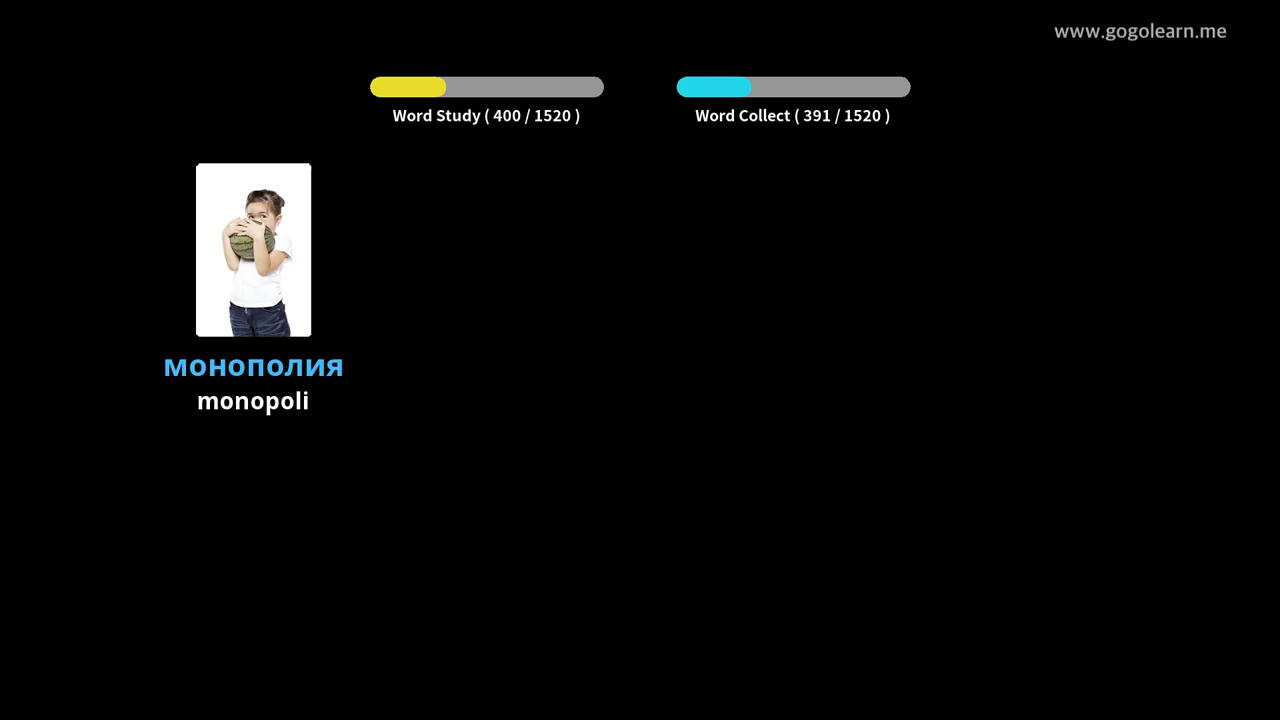 www.gogolearn.me
Word Study ( 400 / 1520 )
Word Collect ( 391 / 1520 )
монополия
monopoli